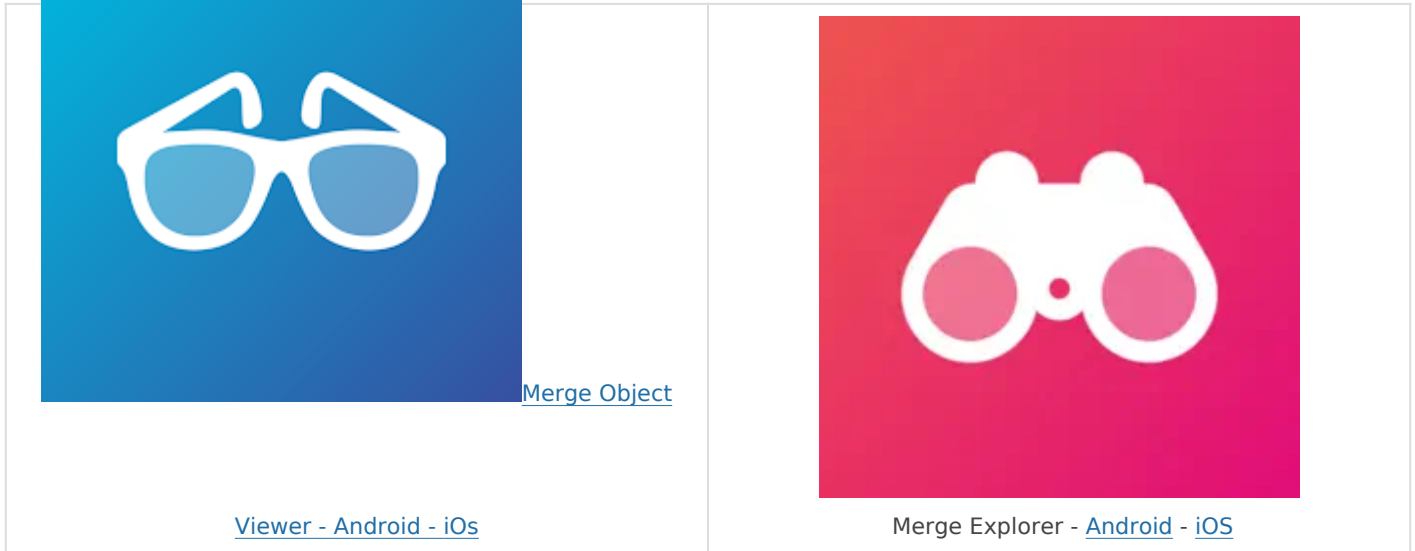 Merge Object
Viewer - Android - iOs
Merge Explorer - Android - iOS